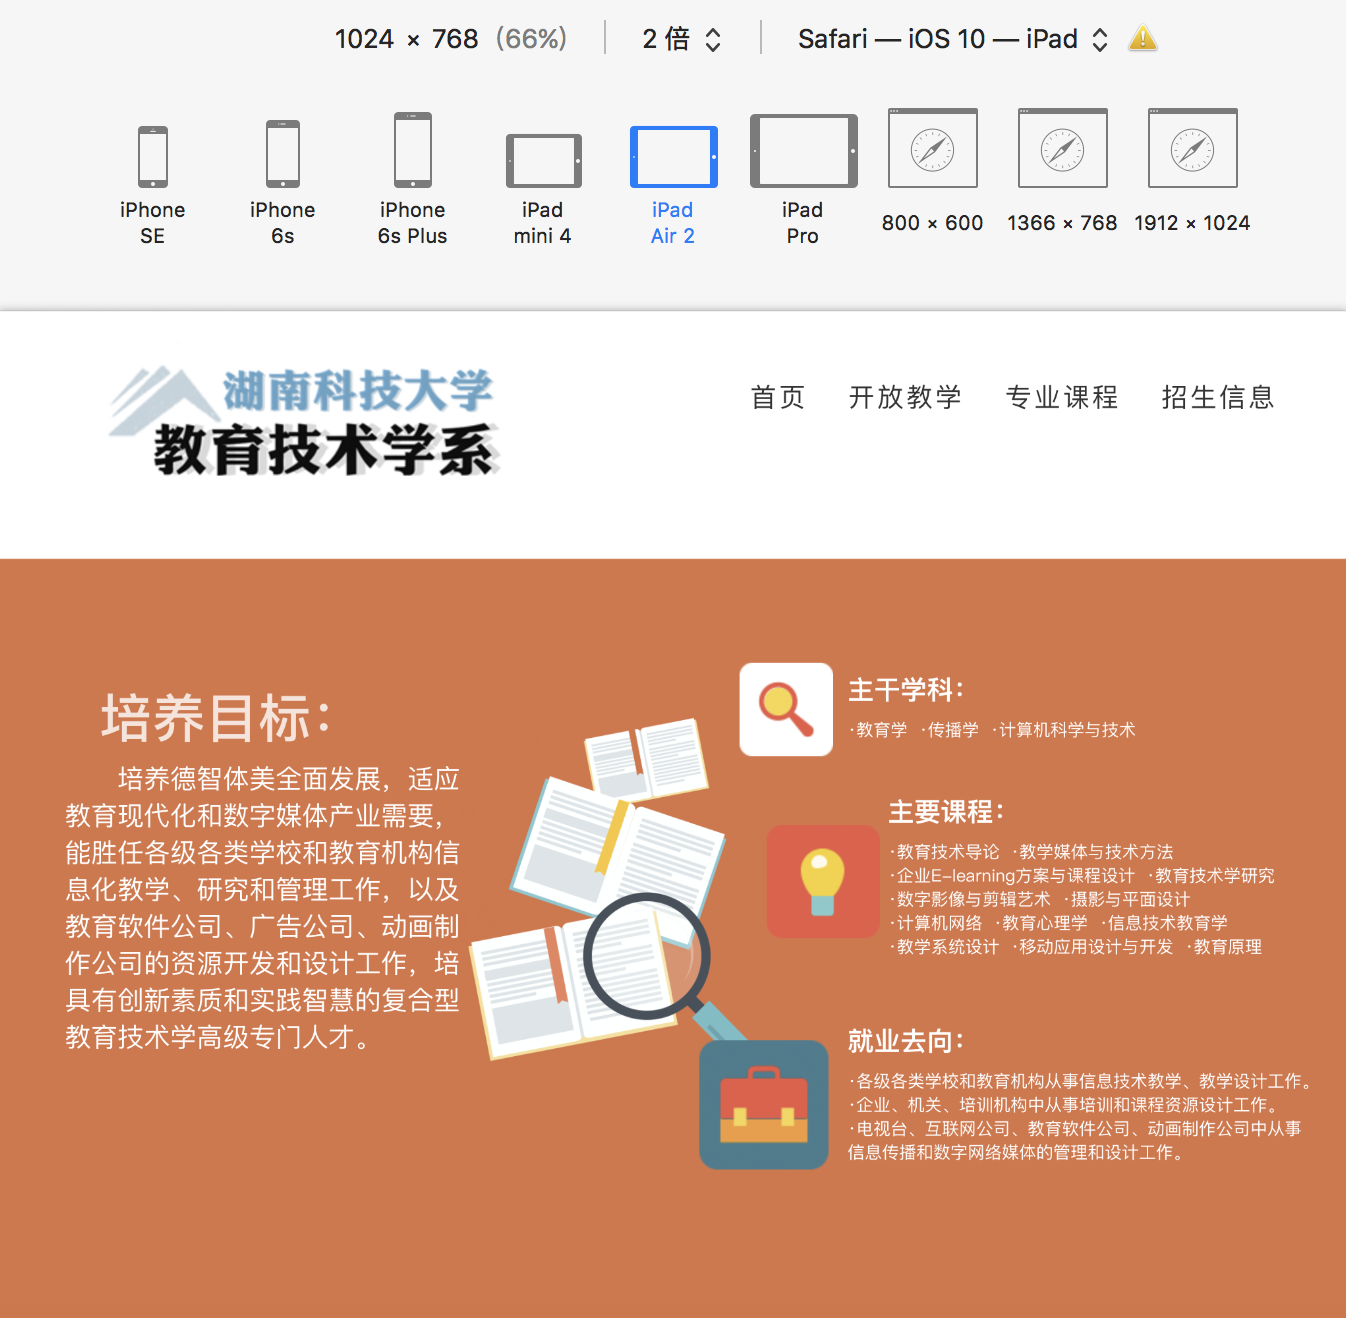 1024 × 768 (66%)
2 倍
Safari — iOS 10 — iPad
iPhone
SE
iPhone
6s
iPhone
6s Plus
iPad
mini 4
iPad
Air 2
iPad
Pro
800 × 600
1366 × 768
1912 × 1024
湖南科技大学
教育技术学系
首页
开放教学
专业课程
招生信息
培养目标：
培养德智体美全面发展，适应
教育现代化和数字媒体产业需要，
能胜任各级各类学校和教育机构信
息化教学、研究和管理工作，以及
教育软件公司、广告公司、动画制
作公司的资源开发和设计工作，培
具有创新素质和实践智慧的复合型
教育技术学高级专门人才。
主干学科：
·教育学 ·传播学 ·计算机科学与技术
主要课程：
·教育技术导论 ·教学媒体与技术方法
·企业E-learning方案与课程设计 ·教育技术学研究
·数字影像与剪辑艺术 ·摄影与平面设计
·计算机网络 ·教育心理学 ·信息技术教育学
·教学系统设计 ·移动应用设计与开发 ·教育原理
就业去向：
·各级各类学校和教育机构从事信息技术教学、教学设计工作。
·企业、机关、培训机构中从事培训和课程资源设计工作。
·电视台、互联网公司、教育软件公司、动画制作公司中从事
信息传播和数字网络媒体的管理和设计工作。